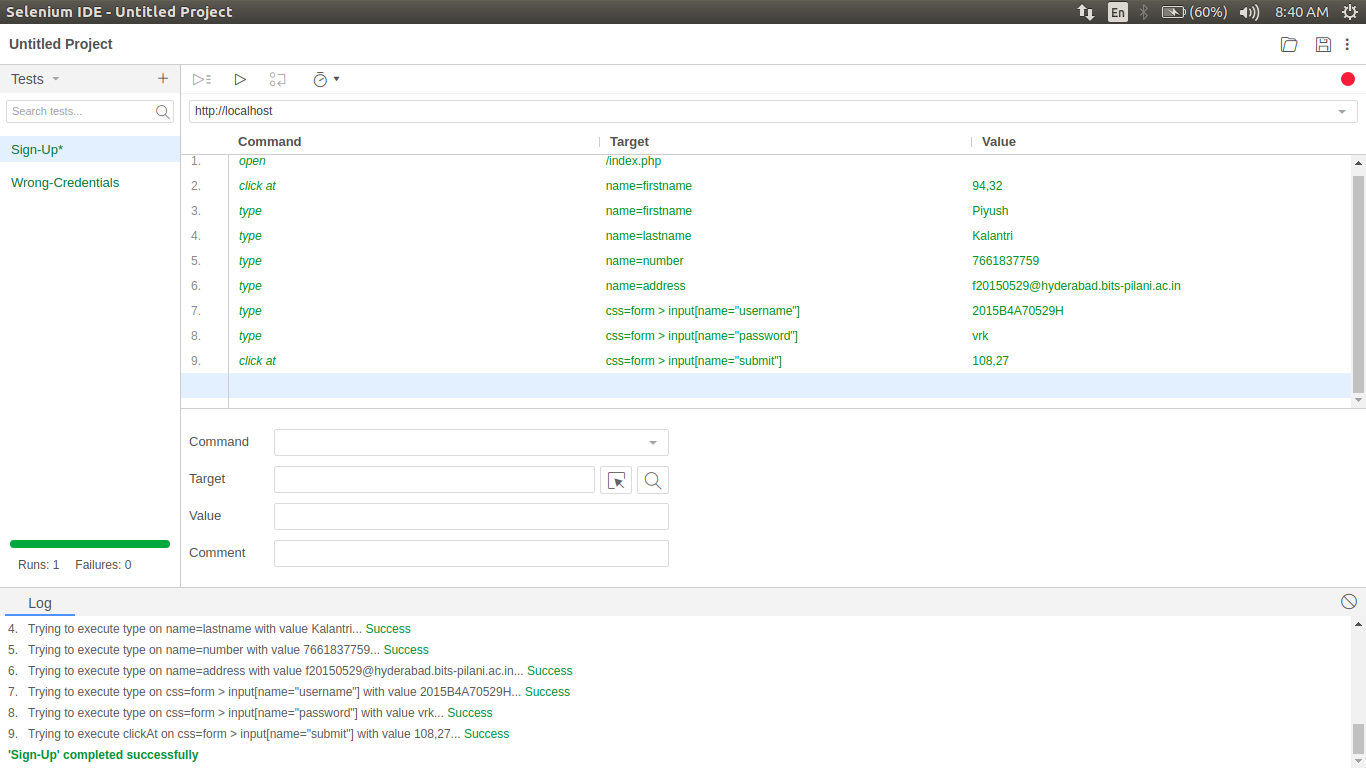 Selenium IDE - Untitled Project
En (60%) 8:40 AM
Untitled Project
Tests
Search tests...
Sign-Up*
Wrong-Credentials
Runs: 1 Failures: 0
http://localhost
Command Target Value
1. open /index.php
2. click at name=firstname 94,32
3. type name=firstname Piyush
4. type name=lastname Kalantri
5. type name=number 7661837759
6. type name=address f20150529@hyderabad.bits-pilani.ac.in
7. type css=form > input[name="username"] 2015B4A70529H
8. type css=form > input[name="password"] vrk
9. click at css=form > input[name="submit"] 108,27
Command
Target
Value
Comment
Log
4. Trying to execute type on name=lastname with value Kalantri... Success
5. Trying to execute type on name=number with value 7661837759... Success
6. Trying to execute type on name=address with value f20150529@hyderabad.bits-pilani.ac.in... Success
7. Trying to execute type on css=form > input[name="username"] with value 2015B4A70529H... Success
8. Trying to execute type on css=form > input[name="password"] with value vrk... Success
9. Trying to execute clickAt on css=form > input[name="submit"] with value 108,27... Success
'Sign-Up' completed successfully